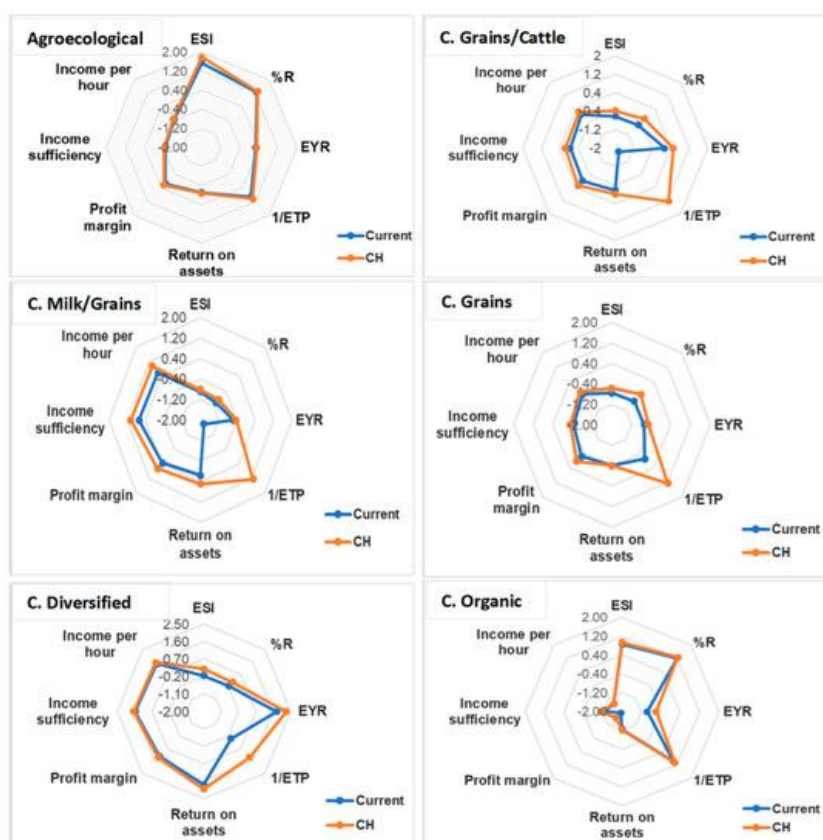 Agroecological
ESI
2.00
1.20
0.40
-0.40
-1.20
-2.00
%R
EYR
1/ETP
Return on
assets
Profit
margin
Income
sufficiency
Income per
hour
Current
CH
C. Grains/Cattle
ESI
2
1.2
0.4
-0.4
-1.2
-2
%R
EYR
1/ETP
Return on
assets
Profit margin
Income
sufficiency
Income per
hour
Current
CH
C. Milk/Grains
ESI
2.00
1.20
0.40
-0.40
-1.20
-2.00
%R
EYR
1/ETP
Return on
assets
Profit margin
Income
sufficiency
Income per
hour
Current
CH
C. Grains
ESI
2.00
1.20
0.40
-0.40
-1.20
-2.00
%R
EYR
1/ETP
Return on
assets
Profit
margin
Income
sufficiency
Income per
hour
Current
CH
C. Diversified
ESI
2.50
1.60
0.70
-0.20
-1.10
-2.00
%R
EYR
1/ETP
Return on
assets
Profit margin
Income
sufficiency
Income per
hour
Current
CH
C. Organic
ESI
2.00
1.20
0.40
-0.40
-1.20
-2.00
%R
EYR
1/ETP
Return on
assets
Profit margin
Income
sufficiency
Income per
hour
Current
CH